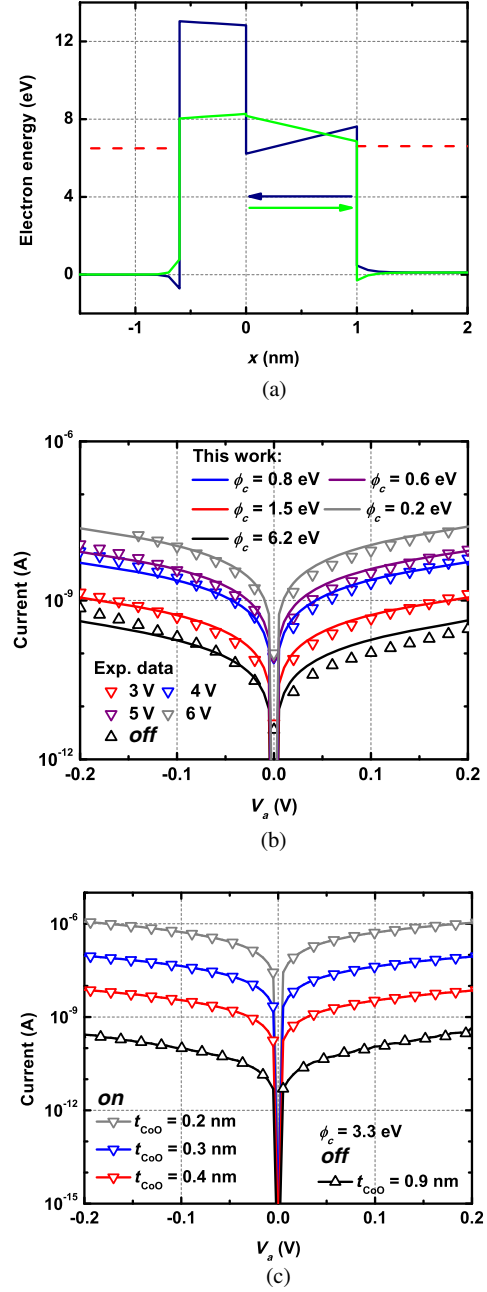 12
8
4
0
Electron energy (eV)
-1 0 1 2
x (nm)
(a)
10⁻⁶
10⁻⁹
10⁻¹²
Current (A)
This work:
ϕc = 0.8 eV ϕc = 0.6 eV
ϕc = 1.5 eV ϕc = 0.2 eV
ϕc = 6.2 eV
Exp. data
3 V 4 V
5 V 6 V
off
-0.2 -0.1 0.0 0.1 0.2
Va (V)
(b)
10⁻⁶
10⁻⁹
10⁻¹²
10⁻¹⁵
Current (A)
on
tCoO = 0.2 nm
tCoO = 0.3 nm
tCoO = 0.4 nm
ϕc = 3.3 eV
off
tCoO = 0.9 nm
-0.2 -0.1 0.0 0.1 0.2
Va (V)
(c)